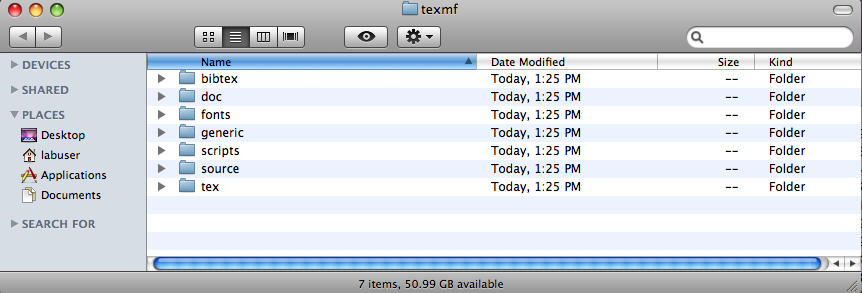 texmf
DEVICES
SHARED
PLACES
Desktop
labuser
Applications
Documents
SEARCH FOR
Name Date Modified Size Kind
bibtex Today, 1:25 PM -- Folder
doc Today, 1:25 PM -- Folder
fonts Today, 1:25 PM -- Folder
generic Today, 1:25 PM -- Folder
scripts Today, 1:25 PM -- Folder
source Today, 1:25 PM -- Folder
tex Today, 1:25 PM -- Folder
7 items, 50.99 GB available